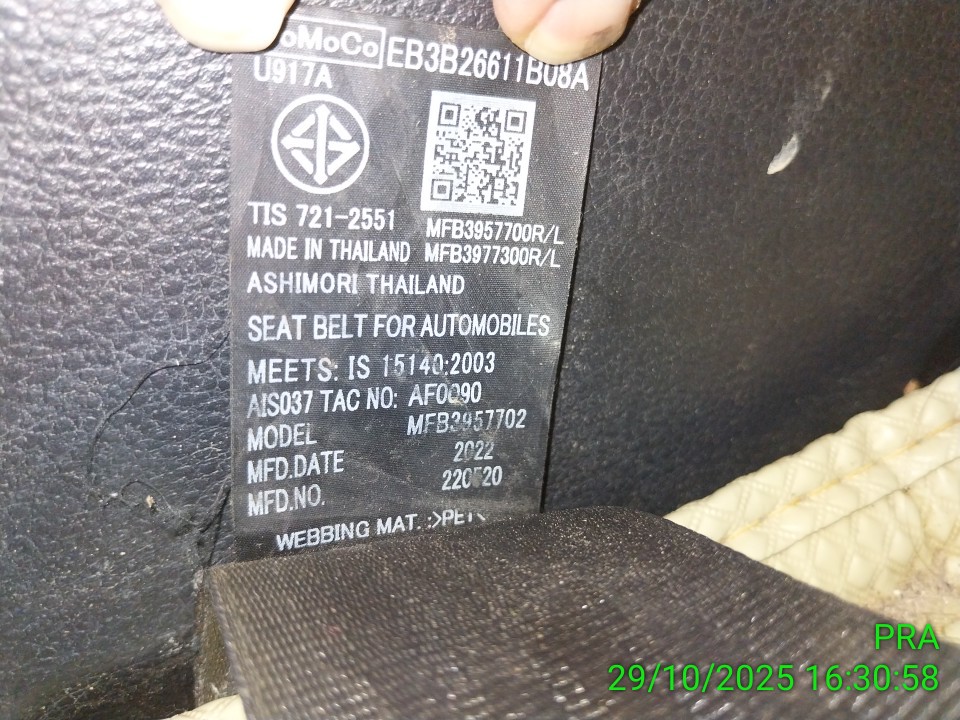 oMoCo EB3B26611B08A
U917A
TIS 721-2551
MFB3957700R/L
MADE IN THAILAND MFB3977300R/L
ASHIMORI THAILAND
SEAT BELT FOR AUTOMOBILES
MEETS: IS 15140:2003
AIS037 TAC NO: AF0090
MODEL MFB3957702
MFD.DATE 2022
MFD.NO. 220520
WEBBING MAT. :>PET<
PRA
29/10/2025 16:30:58